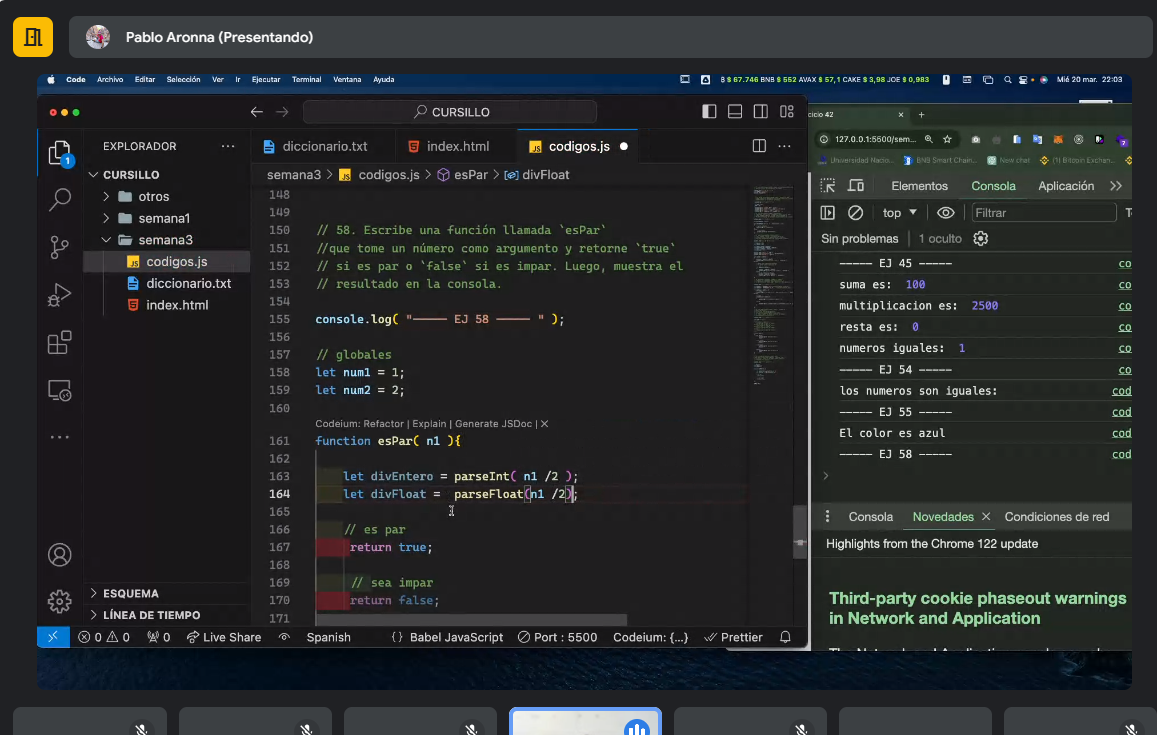 Pablo Aronna (Presentando)
Code Archivo Editar Selección Ver Ir Ejecutar Terminal Ventana Ayuda
B $ 67.746 BNB $ 552 AVAX $ 57,1 CAKE $ 3,98 JOE $ 0,983
Mié 20 mar. 22:03
CURSILLO
EXPLORADOR
CURSILLO
otros
semana1
semana3
codigos.js
diccionario.txt
index.html
ESQUEMA
LÍNEA DE TIEMPO
1
diccionario.txt
index.html
codigos.js
semana3 > codigos.js > esPar > divFloat
148
149
150 // 58. Escribe una función llamada `esPar`
151 //que tome un número como argumento y retorne `true`
152 // si es par o `false` si es impar. Luego, muestra el
153 // resultado en la consola.
154
155 console.log( "───── EJ 58 ───── " );
156
157 // globales
158 let num1 = 1;
159 let num2 = 2;
160
Codeium: Refactor | Explain | Generate JSDoc | ✕
161 function esPar( n1 ){
162
163 let divEntero = parseInt( n1 /2 );
164 let divFloat =  parseFloat(n1 /2);
165
166 // es par
167 return true;
168
169 // sea impar
170 return false;
171
0 0 0 Live Share Spanish {} Babel JavaScript Port : 5500 Codeium: {...} Prettier
cicio 42
127.0.0.1:5500/sem...
Universidad Nacio... BNB Smart Chain... New chat (1) Bitcoin Exchan...
Elementos Consola Aplicación
top Filtrar
Sin problemas 1 oculto
----- EJ 45 ----- co
suma es: 100 co
multiplicacion es: 2500 co
resta es: 0 co
numeros iguales: 1 co
----- EJ 54 ----- co
los numeros son iguales: cod
----- EJ 55 ----- cod
El color es azul cod
----- EJ 58 ----- cod
Consola Novedades Condiciones de red
Highlights from the Chrome 122 update
Third-party cookie phaseout warnings
in Network and Application